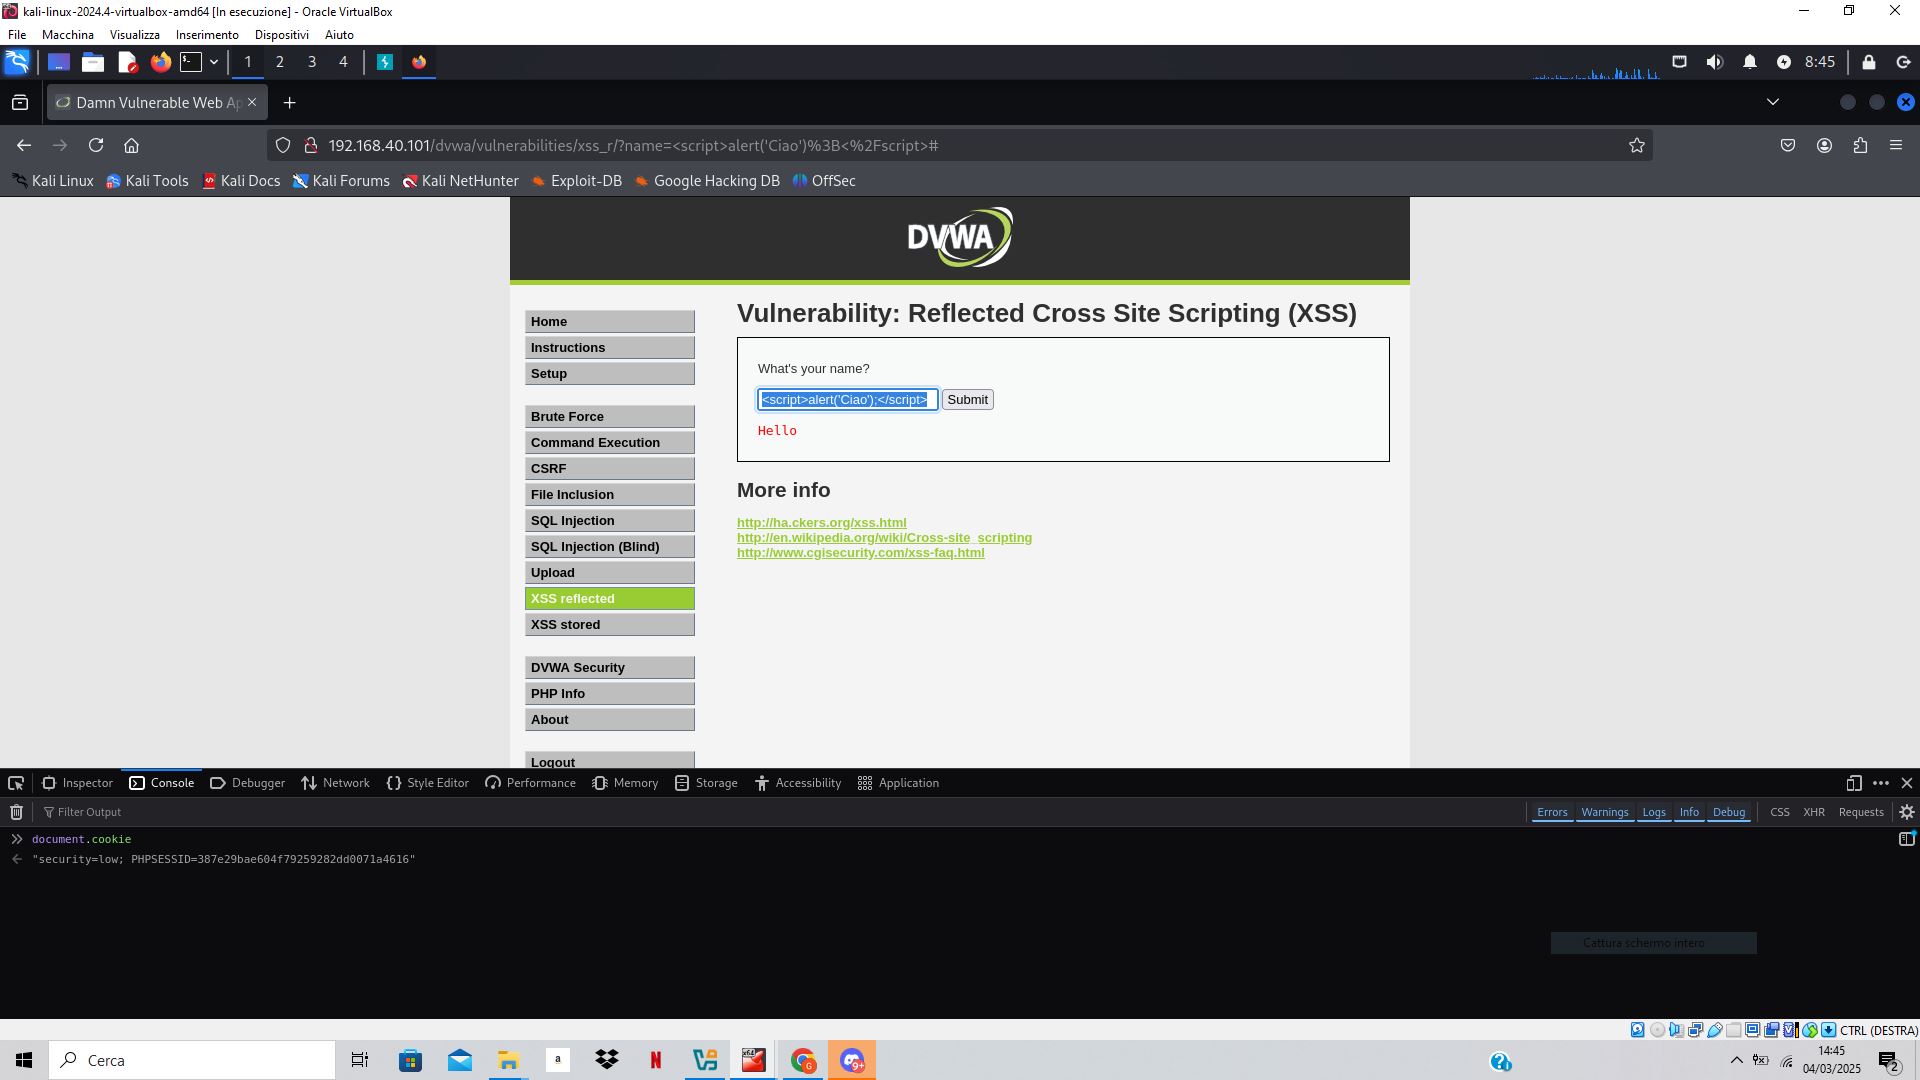 kali-linux-2024.4-virtualbox-amd64 [In esecuzione] - Oracle VirtualBox
File Macchina Visualizza Inserimento Dispositivi Aiuto
1 2 3 4 8:45
Damn Vulnerable Web Ap
192.168.40.101/dvwa/vulnerabilities/xss_r/?name=<script>alert('Ciao')%3B<%2Fscript>#
Kali Linux Kali Tools Kali Docs Kali Forums Kali NetHunter Exploit-DB Google Hacking DB OffSec
DVWA
Vulnerability: Reflected Cross Site Scripting (XSS)
Home
Instructions
Setup
Brute Force
Command Execution
CSRF
File Inclusion
SQL Injection
SQL Injection (Blind)
Upload
XSS reflected
XSS stored
DVWA Security
PHP Info
About
Logout
What's your name?
<script>alert('Ciao');</script> Submit
Hello
More info
http://ha.ckers.org/xss.html
http://en.wikipedia.org/wiki/Cross-site_scripting
http://www.cgisecurity.com/xss-faq.html
Inspector Console Debugger Network Style Editor Performance Memory Storage Accessibility Application
Filter Output Errors Warnings Logs Info Debug CSS XHR Requests
document.cookie
"security=low; PHPSESSID=387e29bae604f79259282dd0071a4616"
Cattura schermo intero
CTRL (DESTRA)
Cerca
a
N
x64
G
9+
14:45
04/03/2025
2